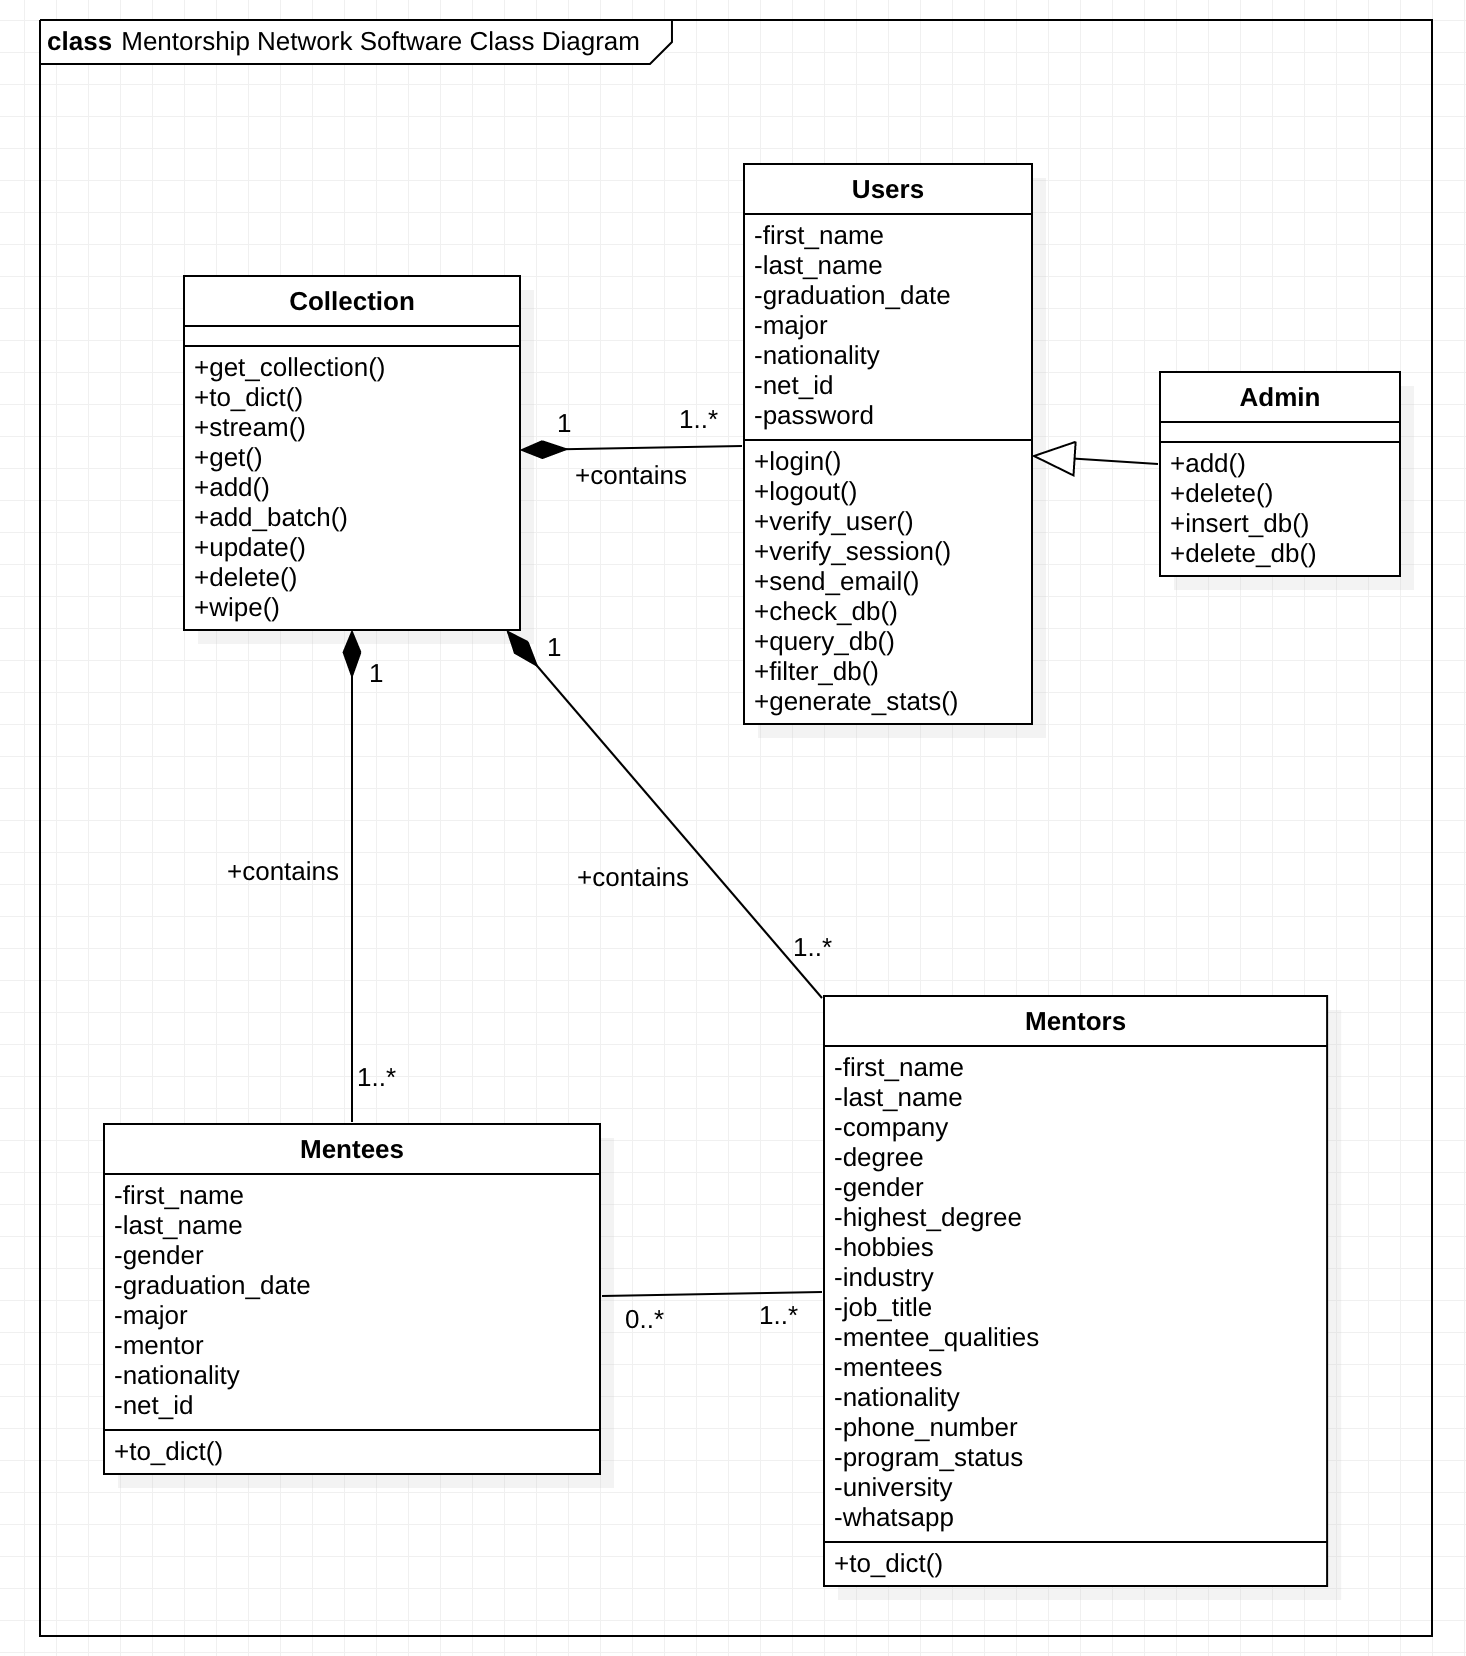 class Mentorship Network Software Class Diagram
Users
-first_name
-last_name
-graduation_date
-major
-nationality
-net_id
-password
+login()
+logout()
+verify_user()
+verify_session()
+send_email()
+check_db()
+query_db()
+filter_db()
+generate_stats()
Collection
+get_collection()
+to_dict()
+stream()
+get()
+add()
+add_batch()
+update()
+delete()
+wipe()
1
1..*
+contains
Admin
+add()
+delete()
+insert_db()
+delete_db()
1
1
+contains
+contains
1..*
1..*
Mentees
-first_name
-last_name
-gender
-graduation_date
-major
-mentor
-nationality
-net_id
+to_dict()
0..*
1..*
Mentors
-first_name
-last_name
-company
-degree
-gender
-highest_degree
-hobbies
-industry
-job_title
-mentee_qualities
-mentees
-nationality
-phone_number
-program_status
-university
-whatsapp
+to_dict()